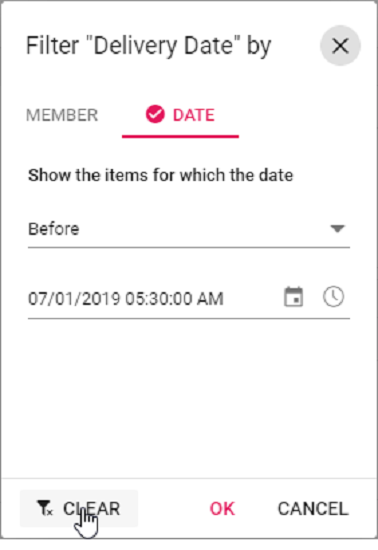 Filter "Delivery Date" by
MEMBER DATE
Show the items for which the date
Before
07/01/2019 05:30:00 AM
CLEAR OK CANCEL